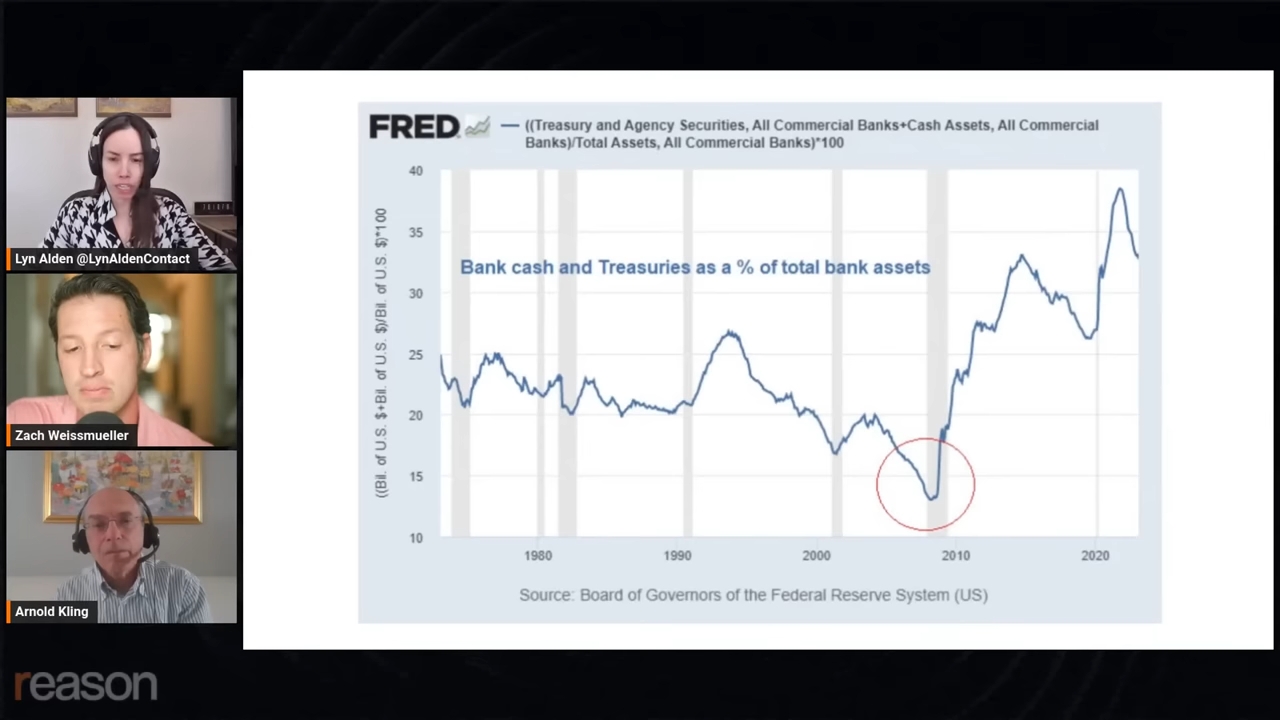 Lyn Alden @LynAldenContact
Zach Weissmueller
Arnold Kling
reason
FRED
((Treasury and Agency Securities, All Commercial Banks+Cash Assets, All Commercial
Banks)/Total Assets, All Commercial Banks)*100
((Bil. of U.S. $+Bil. of U.S. $)/Bil. of U.S. $)*100
40
35
30
25
20
15
10
Bank cash and Treasuries as a % of total bank assets
1980
1990
2000
2010
2020
Source: Board of Governors of the Federal Reserve System (US)